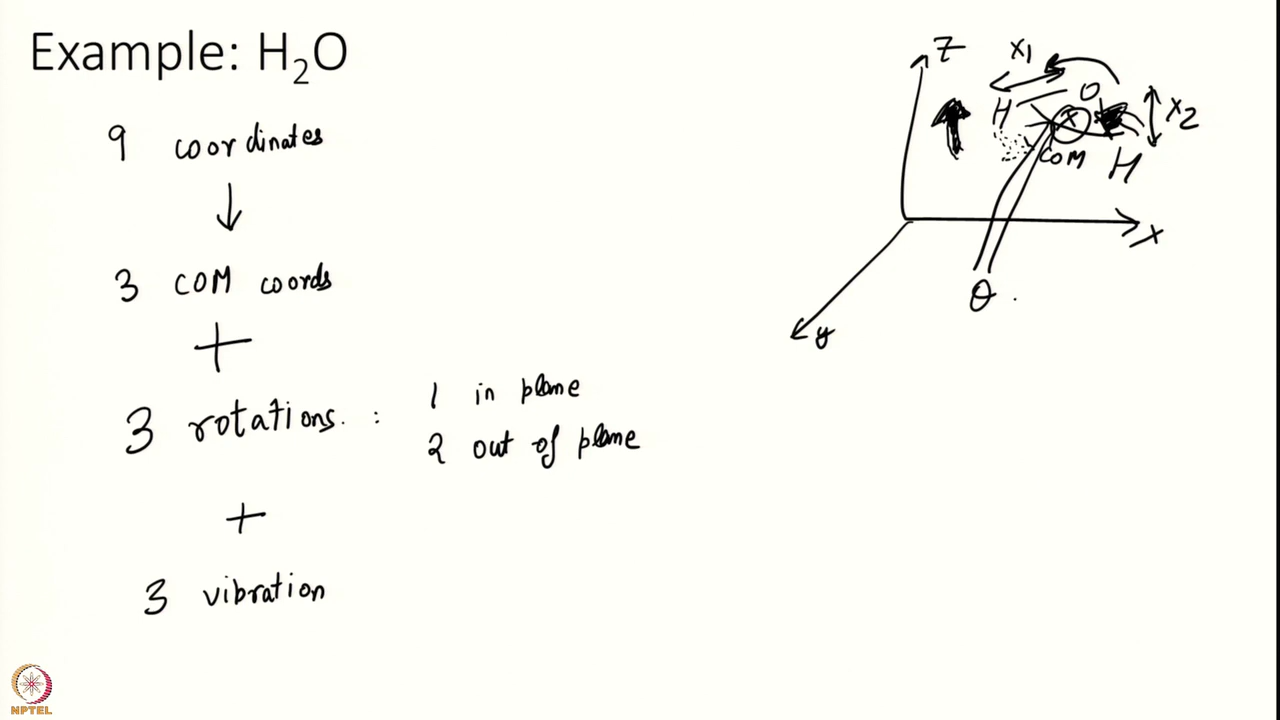 Example: H₂O
9 coordinates
↓
3 COM coords
+
3 rotations. : 1 in plane
2 out of plane
+
3 vibration
Z
X1
H O X2
COM H
X
θ .
y
NPTEL